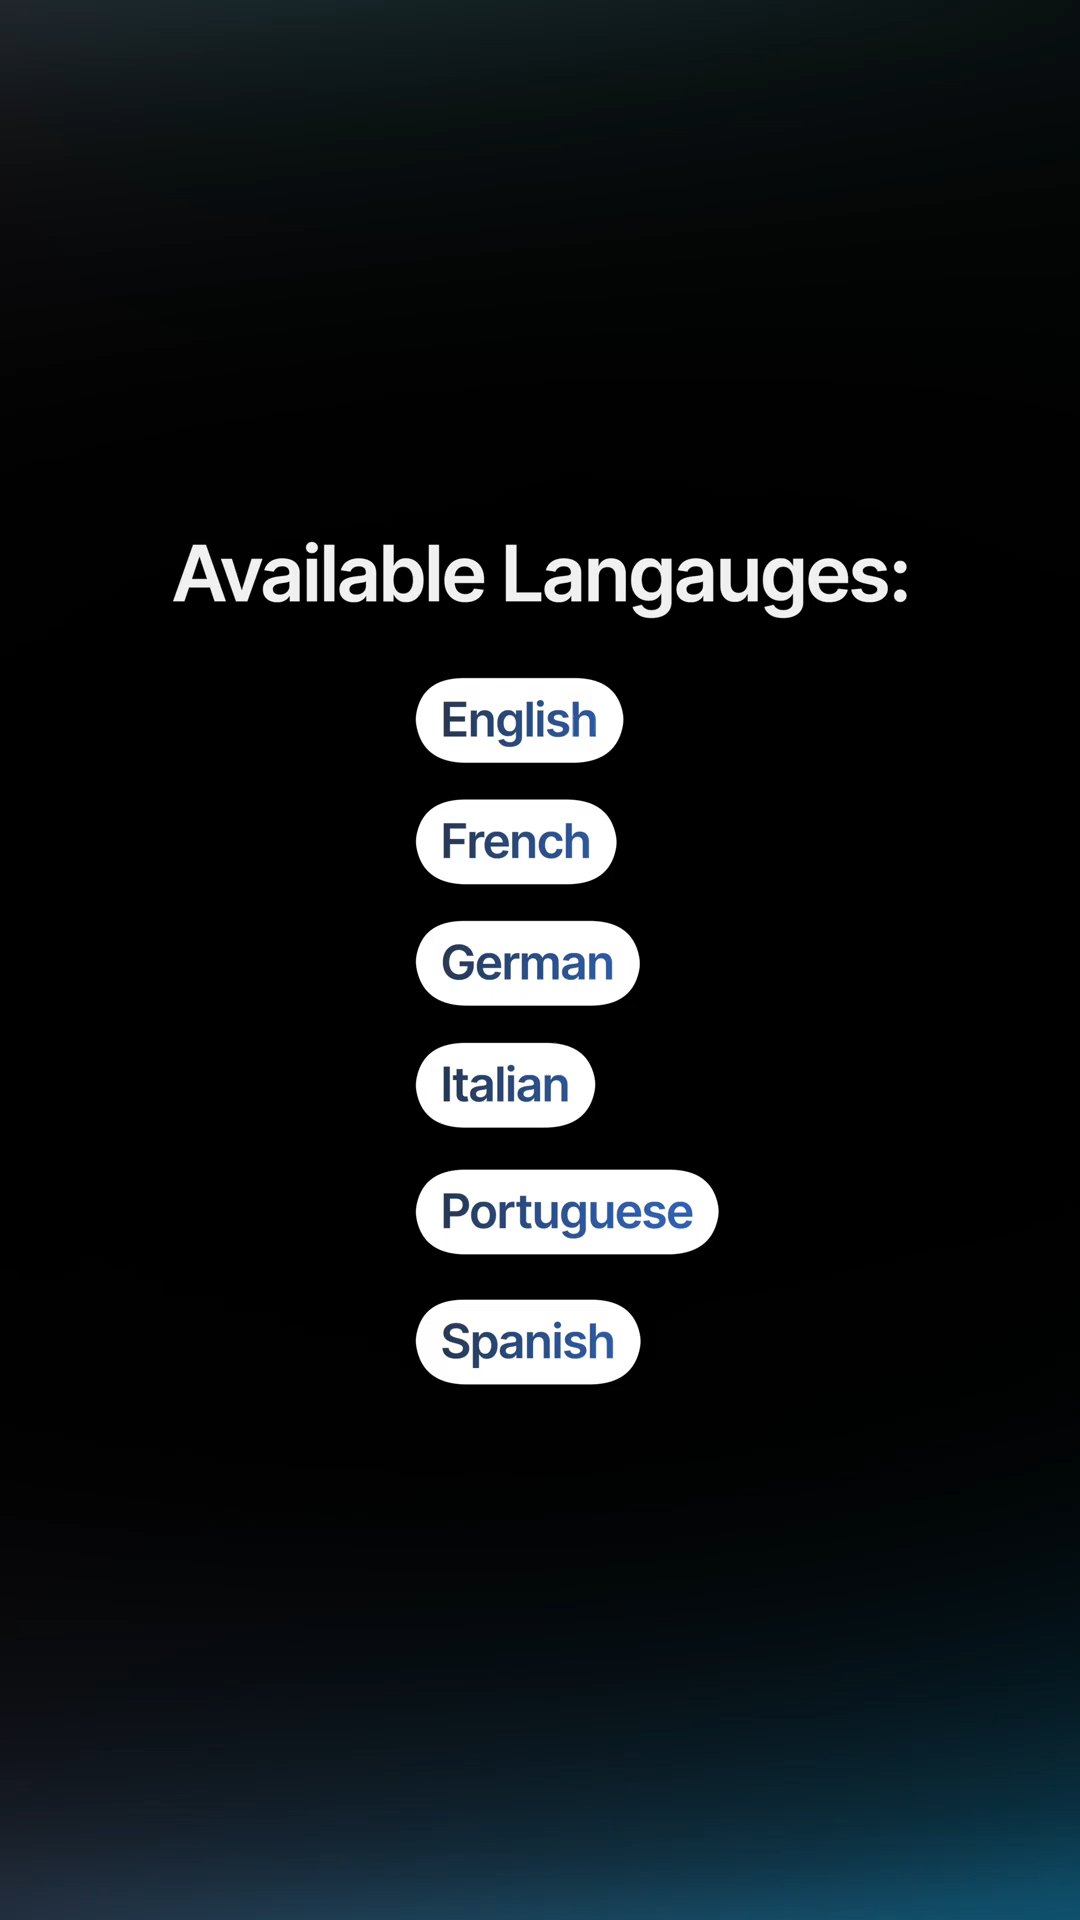 Available Langauges:
English
French
German
Italian
Portuguese
Spanish